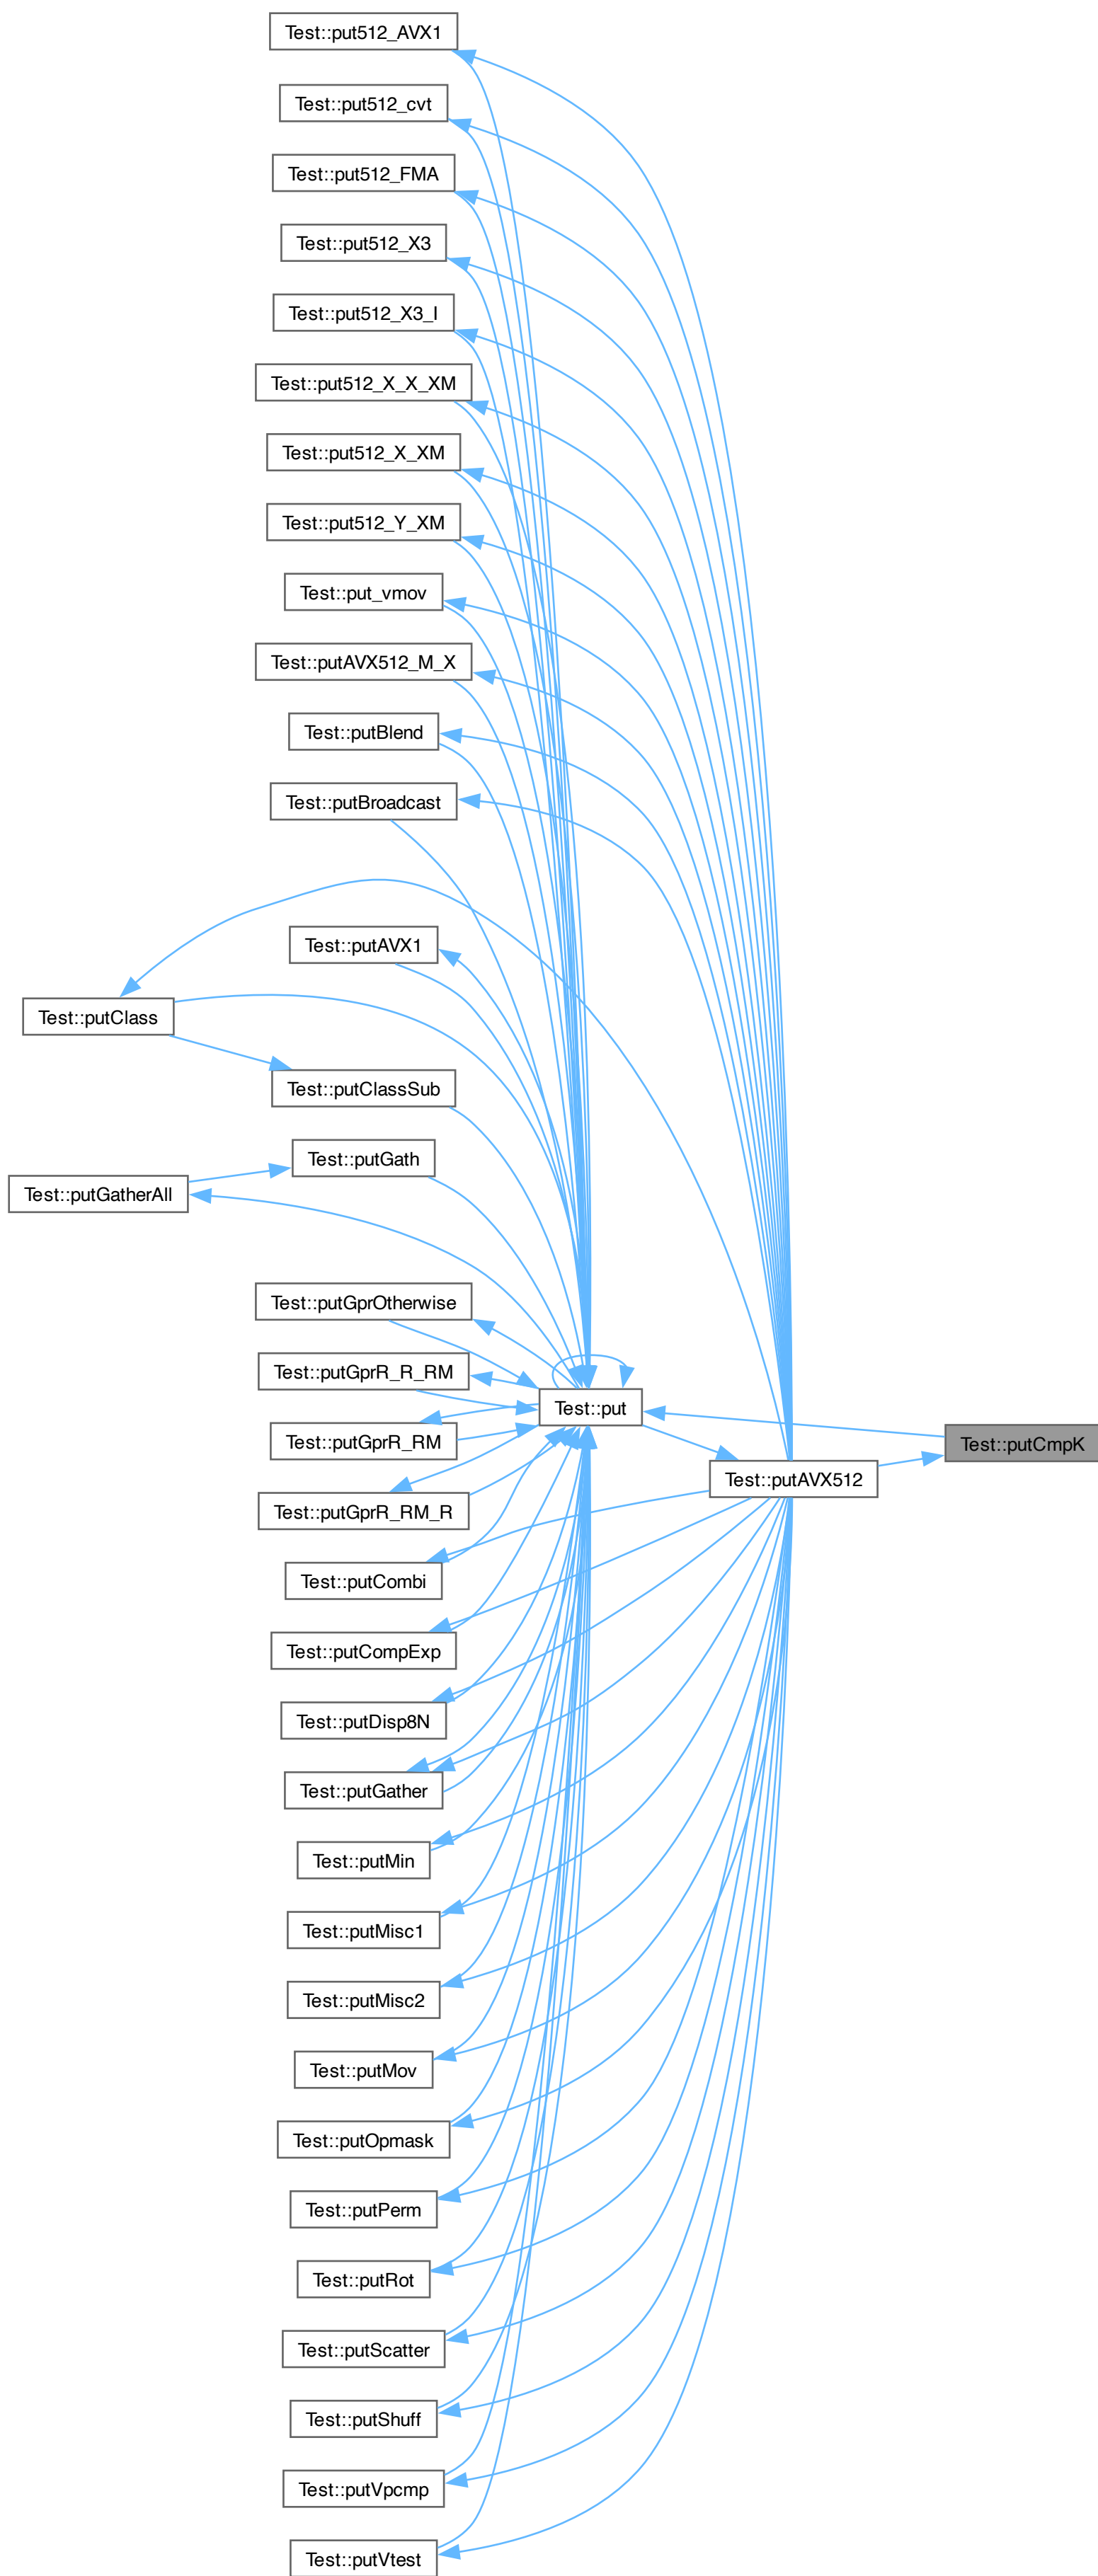 Test::put512_AVX1
Test::put512_cvt
Test::put512_FMA
Test::put512_X3
Test::put512_X3_I
Test::put512_X_X_XM
Test::put512_X_XM
Test::put512_Y_XM
Test::put_vmov
Test::putAVX512_M_X
Test::putBlend
Test::putBroadcast
Test::putAVX1
Test::putClass
Test::putClassSub
Test::putGath
Test::putGatherAll
Test::putGprOtherwise
Test::putGprR_R_RM
Test::put
Test::putGprR_RM
Test::putCmpK
Test::putAVX512
Test::putGprR_RM_R
Test::putCombi
Test::putCompExp
Test::putDisp8N
Test::putGather
Test::putMin
Test::putMisc1
Test::putMisc2
Test::putMov
Test::putOpmask
Test::putPerm
Test::putRot
Test::putScatter
Test::putShuff
Test::putVpcmp
Test::putVtest